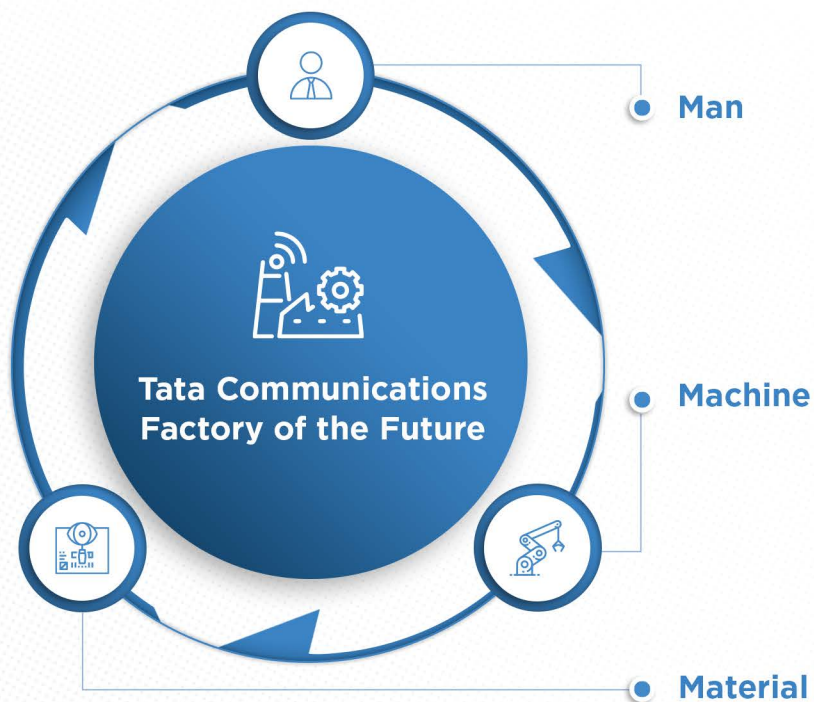 Man
Tata Communications
Factory of the Future
Machine
Material